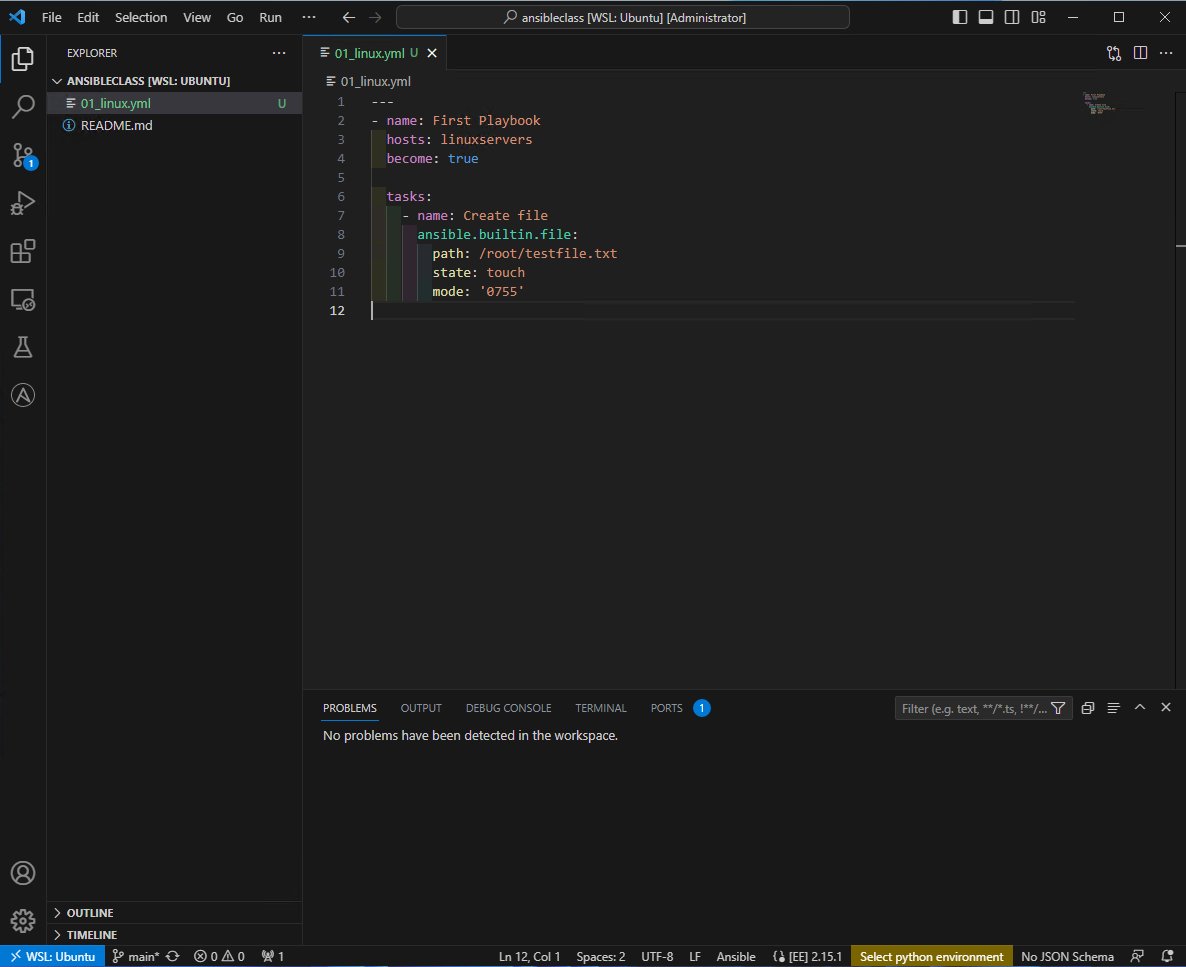 File Edit Selection View Go Run ··· ansibleclass [WSL: Ubuntu] [Administrator]
EXPLORER ···
ANSIBLECLASS [WSL: UBUNTU]
01_linux.yml U
README.md
1
01_linux.yml U
01_linux.yml
1 ---
2 - name: First Playbook
3 hosts: linuxservers
4 become: true
5
6 tasks:
7 - name: Create file
8 ansible.builtin.file:
9 path: /root/testfile.txt
10 state: touch
11 mode: '0755'
12
PROBLEMS OUTPUT DEBUG CONSOLE TERMINAL PORTS 1 Filter (e.g. text, **/*.ts, !**/...
No problems have been detected in the workspace.
OUTLINE
TIMELINE
WSL: Ubuntu main* 0 0 1 Ln 12, Col 1 Spaces: 2 UTF-8 LF Ansible [EE] 2.15.1 Select python environment No JSON Schema